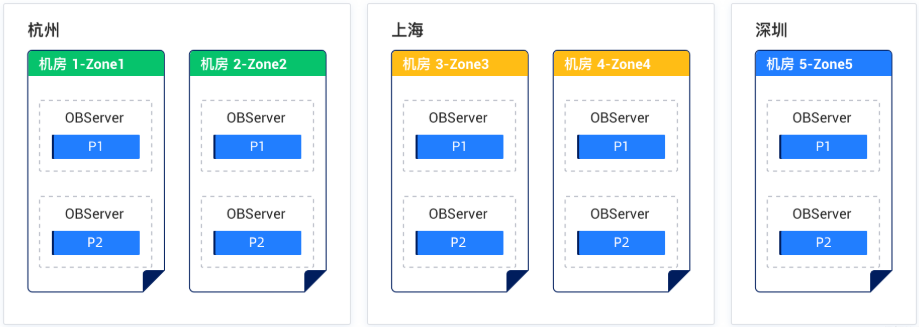 杭州
机房 1-Zone1
OBServer
P1
OBServer
P2
机房 2-Zone2
OBServer
P1
OBServer
P2
上海
机房 3-Zone3
OBServer
P1
OBServer
P2
机房 4-Zone4
OBServer
P1
OBServer
P2
深圳
机房 5-Zone5
OBServer
P1
OBServer
P2